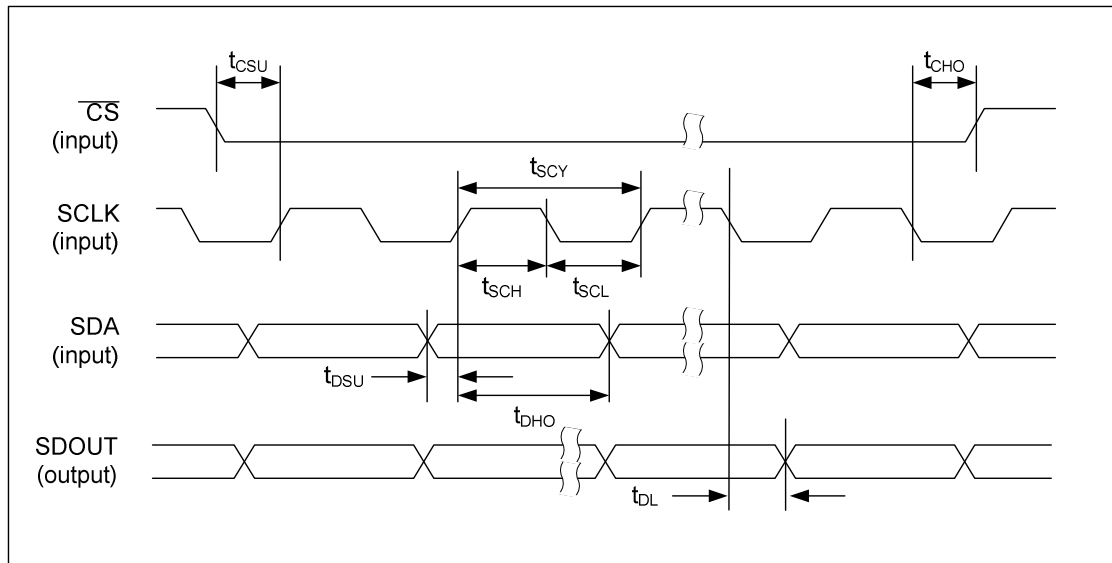 tCSU
tCHO
CS
(input)
tSCY
SCLK
(input)
tSCH
tSCL
SDA
(input)
tDSU
tDHO
SDOUT
(output)
tDL